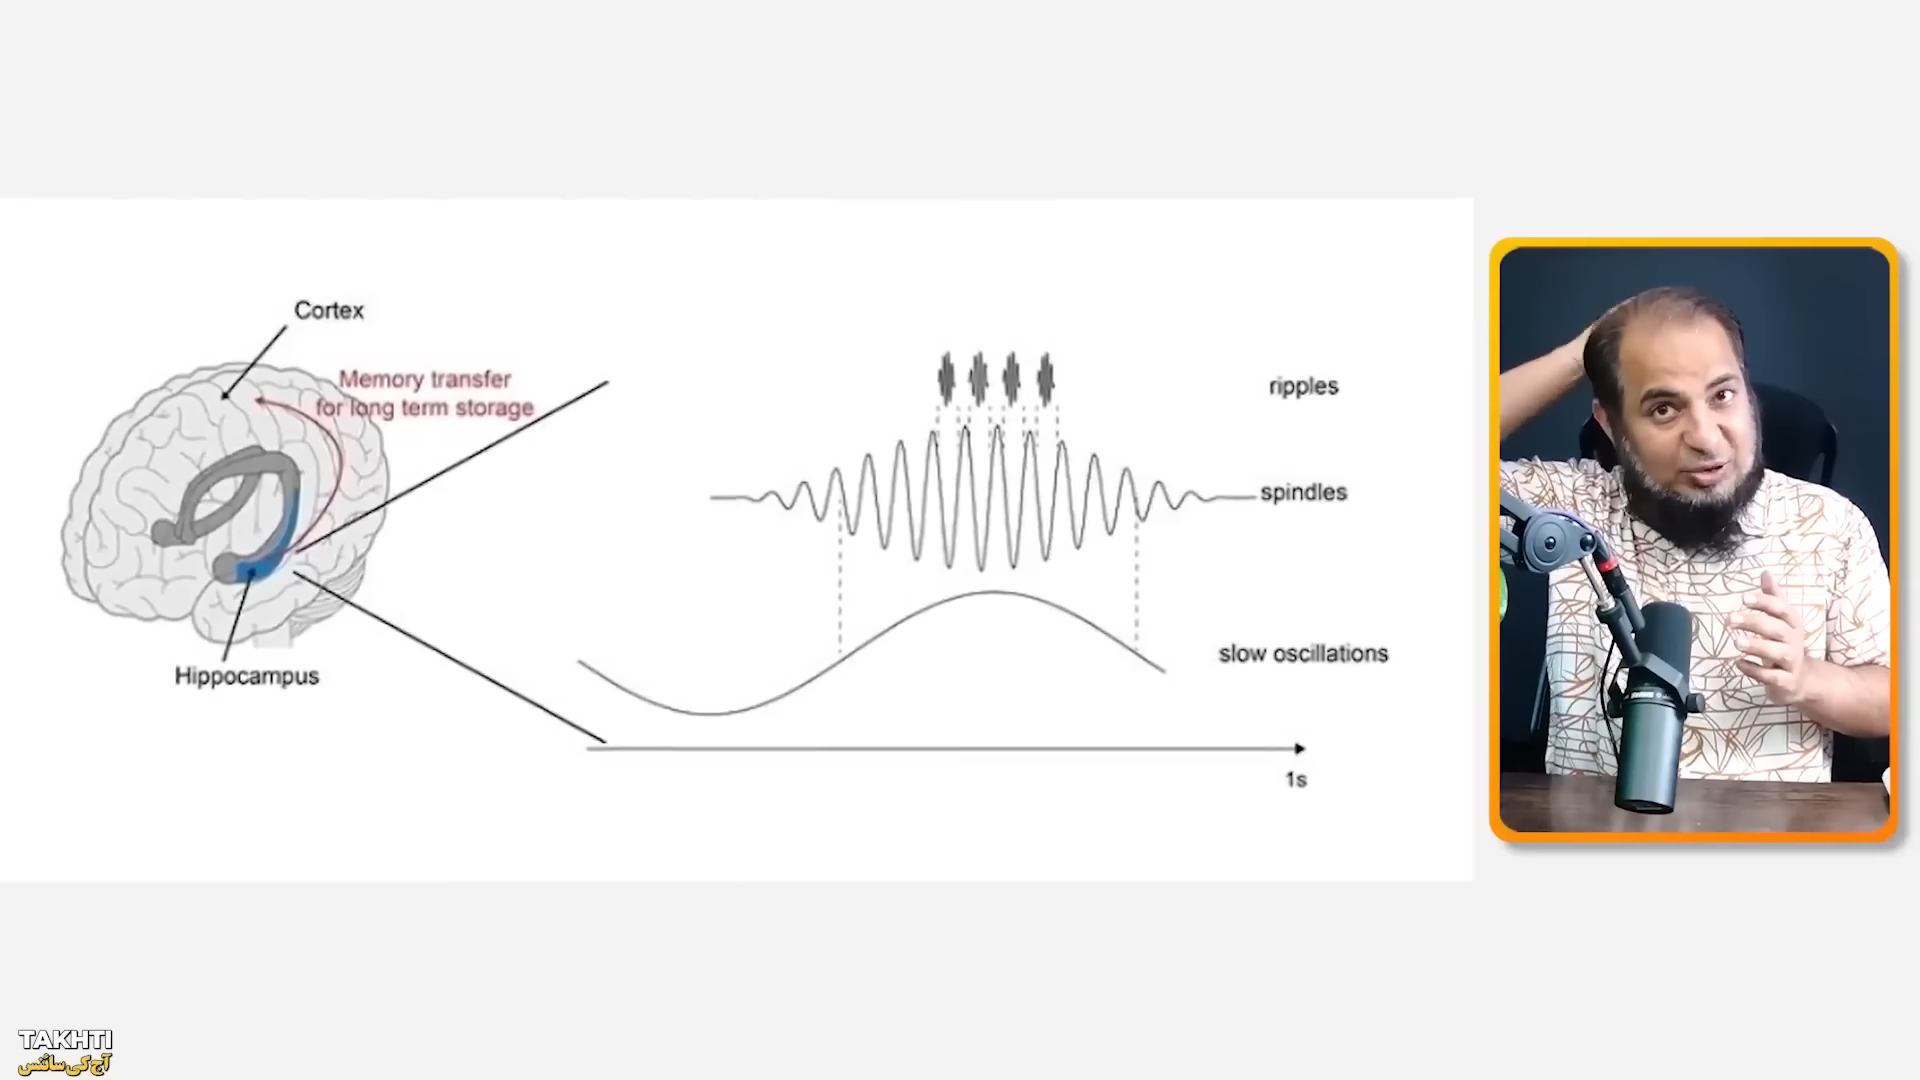 Cortex
Memory transfer
for long term storage
Hippocampus
ripples
spindles
slow oscillations
1s
TAKHTI
آج کی سائنس